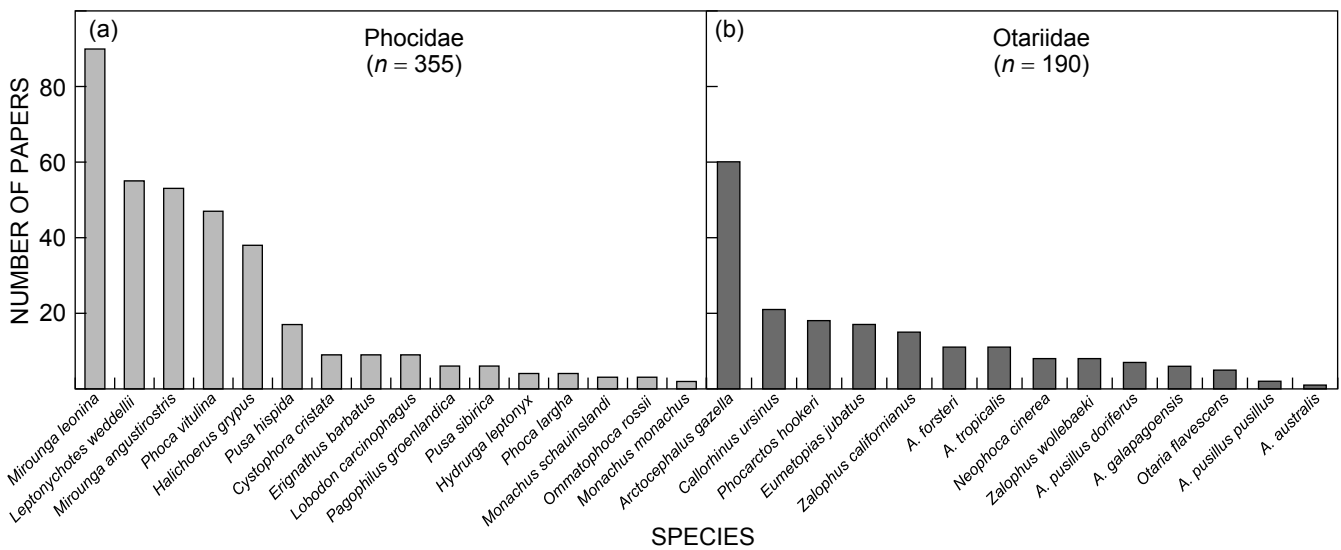 (a)
Phocidae
(n = 355)
(b)
Otariidae
(n = 190)
NUMBER OF PAPERS
80
60
40
20
Mirounga leonina
Leptonychotes weddellii
Mirounga angustirostris
Phoca vitulina
Halichoerus grypus
Pusa hispida
Cystophora cristata
Erignathus barbatus
Lobodon carcinophagus
Pagophilus groenlandica
Pusa sibirica
Hydrurga leptonyx
Phoca largha
Monachus schauinslandi
Ommatophoca rossii
Monachus monachus
Arctocephalus gazella
Callorhinus ursinus
Phocarctos hookeri
Eumetopias jubatus
Zalophus californianus
A. forsteri
A. tropicalis
Neophoca cinerea
Zalophus wollebaeki
A. pusillus doriferus
A. galapagoensis
Otaria flavescens
A. pusillus pusillus
A. australis
SPECIES